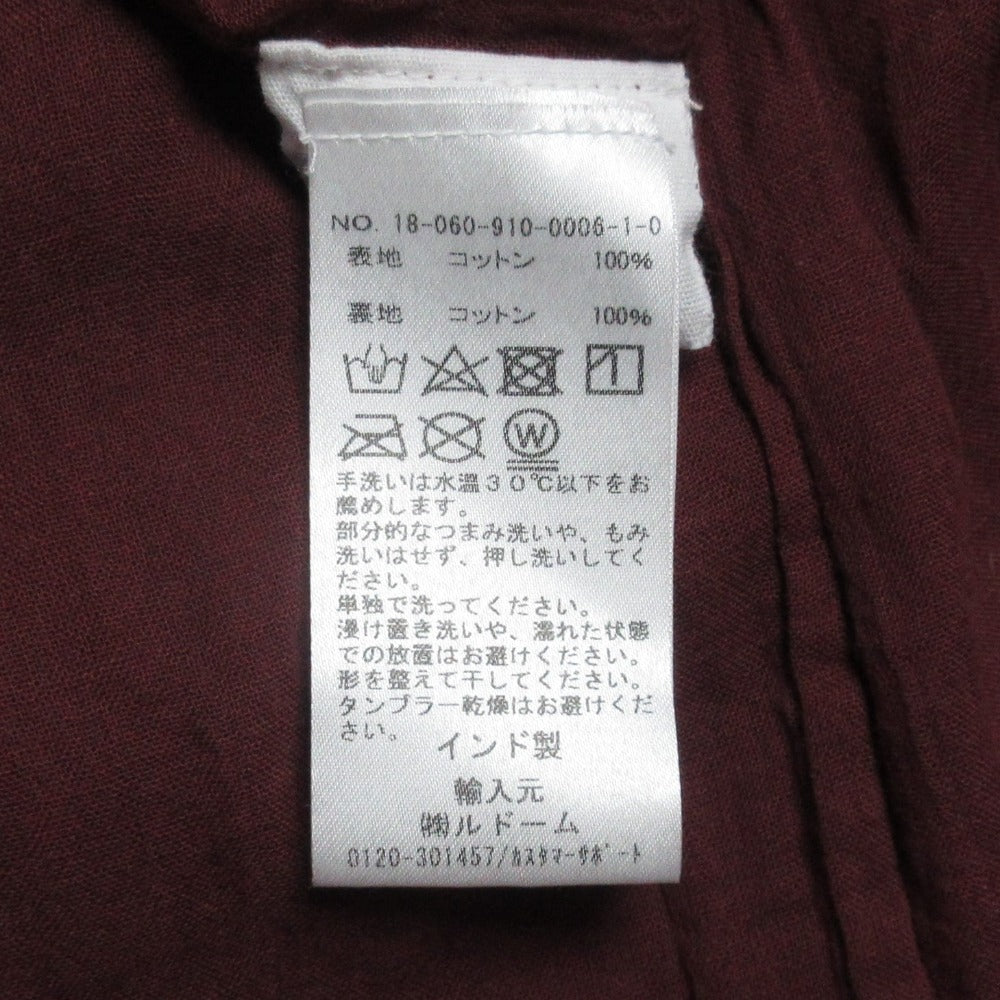 NO. 18-060-910-0006-1-0
表地 コットン 100%
裏地 コットン 100%
W
手洗いは水温30℃以下をお
薦めします。
部分的なつまみ洗いや、もみ
洗いはせず、押し洗いしてく
ださい。
単独で洗ってください。
浸け置き洗いや、濡れた状態
での放置はお避けください。
形を整えて干してください。
タンブラー乾燥はお避けくだ
さい。
インド製
輸入元
㈱ルドーム
0120-301457/ｶｽﾀﾏｰｻﾎﾟｰﾄ